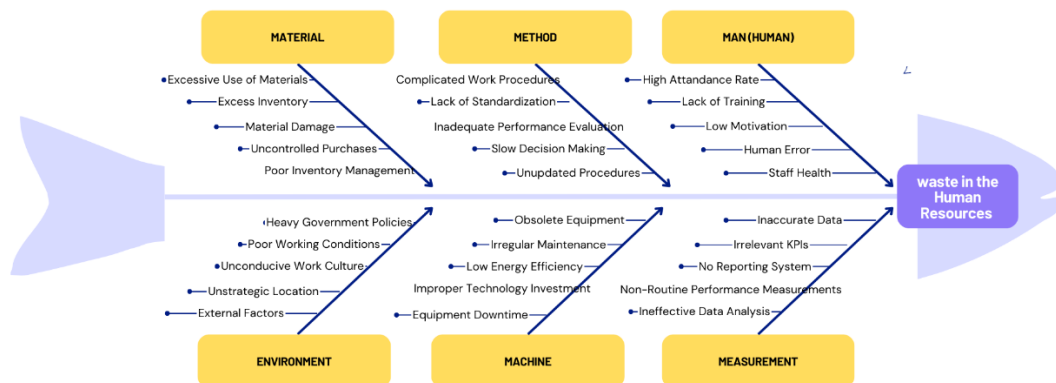 MATERIAL
METHOD
MAN (HUMAN)
Excessive Use of Materials
Excess Inventory
Material Damage
Uncontrolled Purchases
Poor Inventory Management
Complicated Work Procedures
Lack of Standardization
Inadequate Performance Evaluation
Slow Decision Making
Unupdated Procedures
High Attandance Rate
Lack of Training
Low Motivation
Human Error
Staff Health
waste in the
Human
Resources
Heavy Government Policies
Poor Working Conditions
Unconducive Work Culture
Unstrategic Location
External Factors
Obsolete Equipment
Irregular Maintenance
Low Energy Efficiency
Improper Technology Investment
Equipment Downtime
Inaccurate Data
Irrelevant KPIs
No Reporting System
Non-Routine Performance Measurements
Ineffective Data Analysis
ENVIRONMENT
MACHINE
MEASUREMENT